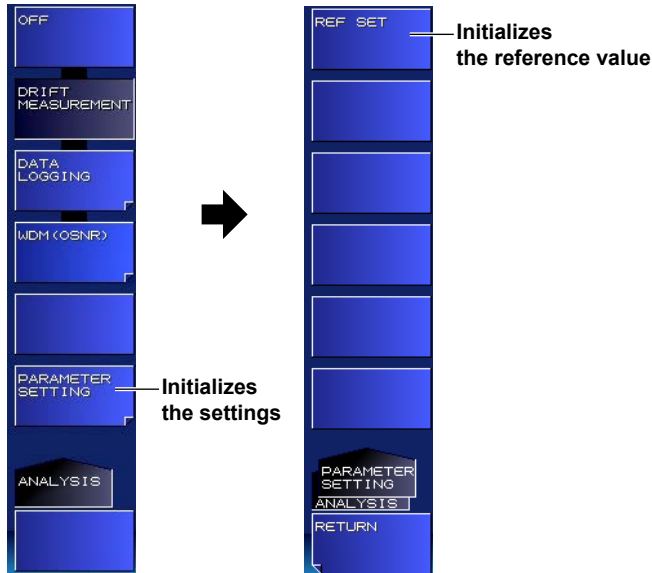 OFF
DRIFT
MEASUREMENT
DATA
LOGGING
WDM(OSNR)
PARAMETER
SETTING
Initializes
the settings
ANALYSIS
REF SET
Initializes
the reference value
PARAMETER
SETTING
ANALYSIS
RETURN